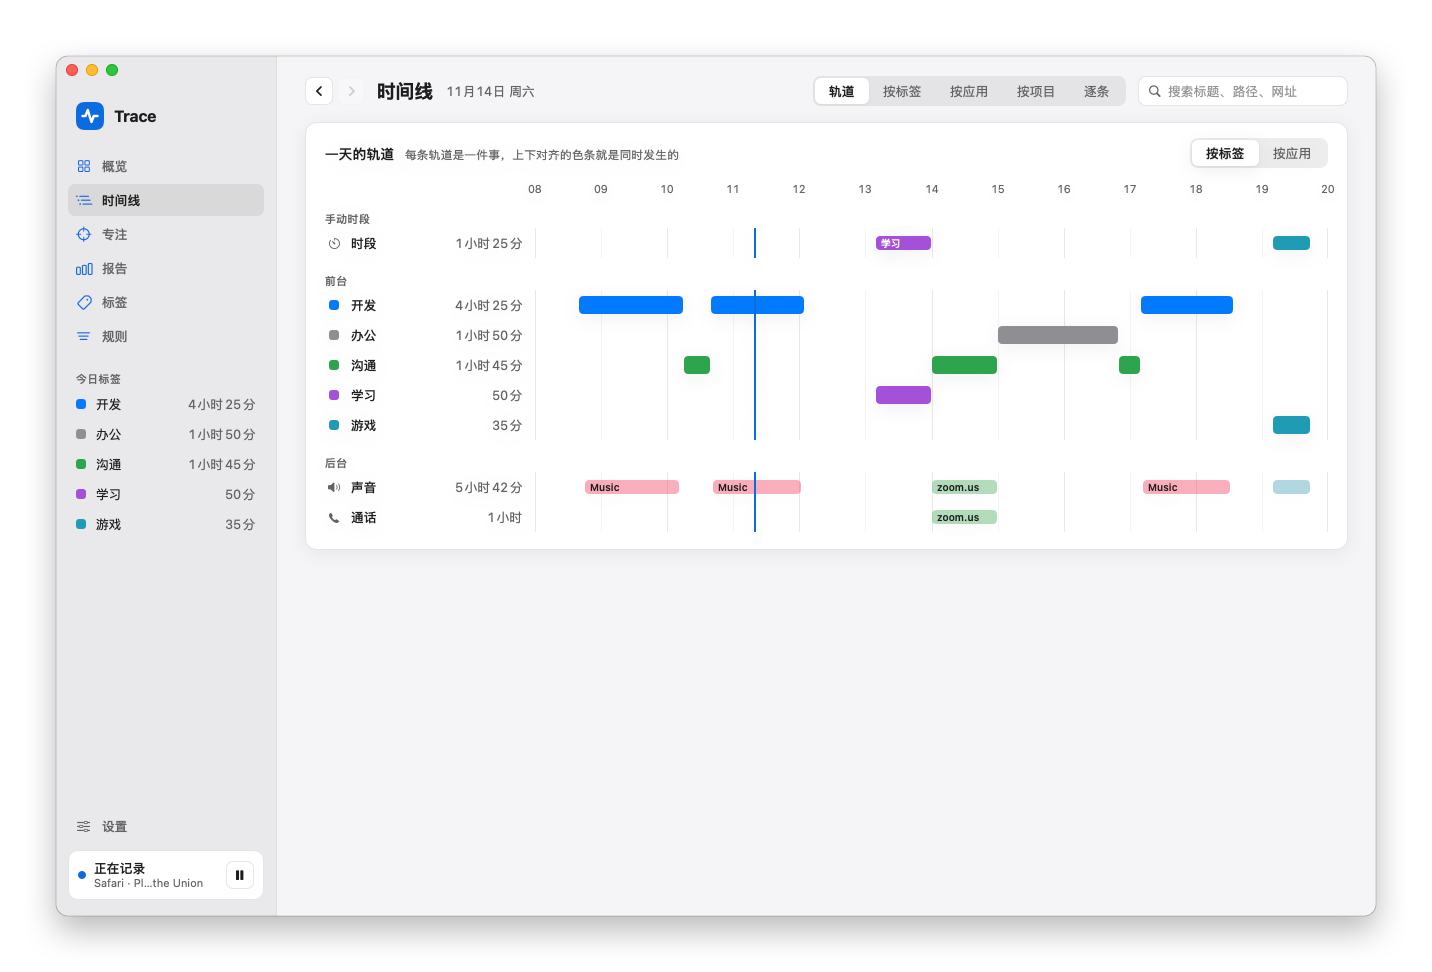 Trace
概览
时间线
专注
报告
标签
规则
今日标签
开发 4小时25分
办公 1小时50分
沟通 1小时45分
学习 50分
游戏 35分
设置
正在记录
Safari · Pl...the Union
时间线 11月14日 周六
轨道 按标签 按应用 按项目 逐条
搜索标题、路径、网址
一天的轨道 每条轨道是一件事，上下对齐的色条就是同时发生的
按标签 按应用
08 09 10 11 12 13 14 15 16 17 18 19 20
手动时段
时段 1小时25分 学习
前台
开发 4小时25分
办公 1小时50分
沟通 1小时45分
学习 50分
游戏 35分
后台
声音 5小时42分 Music Music zoom.us Music
通话 1小时 zoom.us